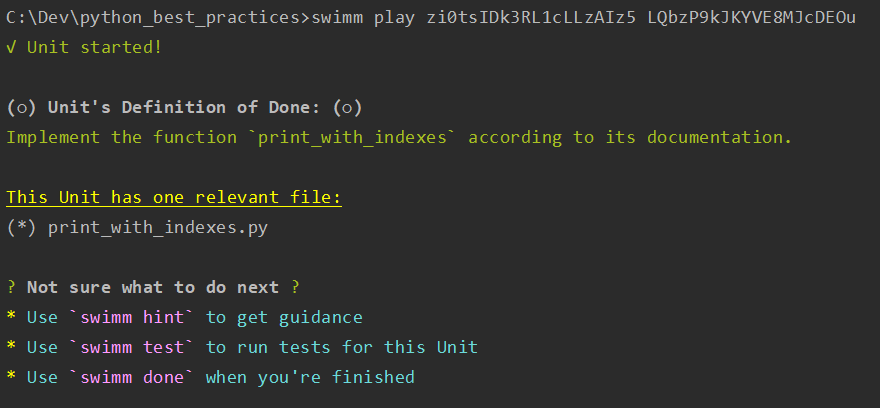 C:\Dev\python_best_practices>swimm play zi0tsIDk3RL1cLLzAIz5 LQbzP9kJKYVE8MJcDEOu
√ Unit started!
(o) Unit's Definition of Done: (o)
Implement the function `print_with_indexes` according to its documentation.
This Unit has one relevant file:
(*) print_with_indexes.py
? Not sure what to do next ?
* Use `swimm hint` to get guidance
* Use `swimm test` to run tests for this Unit
* Use `swimm done` when you're finished